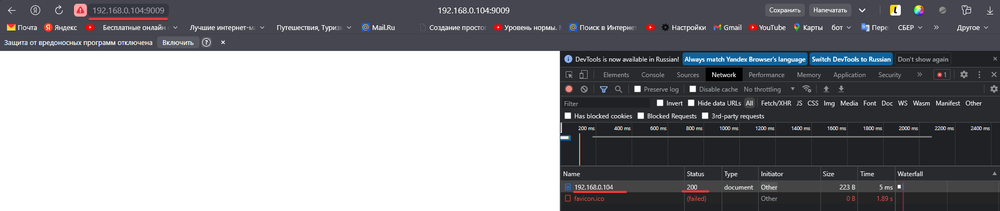 192.168.0.104:9009 192.168.0.104:9009 Сохранить Напечатать
Почта Яндекс Бесплатные онлайн Лучшие интернет-ма Путешествия, Туриз Mail.Ru Создание простог Уровень нормы. М Поиск в Интернет Настройки Gmail YouTube Карты бот Пере СБЕР » Другое
Защита от вредоносных программ отключена Включить ? ×
DevTools is now available in Russian! Always match Yandex Browser's language Switch DevTools to Russian Don't show again ×
Elements Console Sources Network Performance Memory Application Security » 1
Preserve log Disable cache No throttling
Filter Invert Hide data URLs All Fetch/XHR JS CSS Img Media Font Doc WS Wasm Manifest Other
Has blocked cookies Blocked Requests 3rd-party requests
200 ms 400 ms 600 ms 800 ms 1000 ms 1200 ms 1400 ms 1600 ms 1800 ms 2000 ms 2200 ms 2400 ms
Name Status Type Initiator Size Time Waterfall
192.168.0.104 200 document Other 223 B 5 ms
favicon.ico (failed) Other 0 B 1.89 s